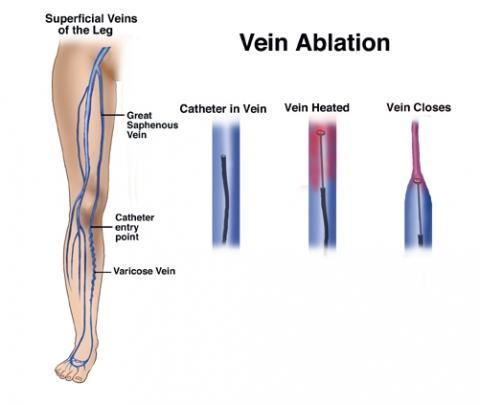 Superficial Veins
of the Leg
Vein Ablation
Great
Saphenous
Vein
Catheter in Vein
Vein Heated
Vein Closes
Catheter
entry
point
Varicose Vein